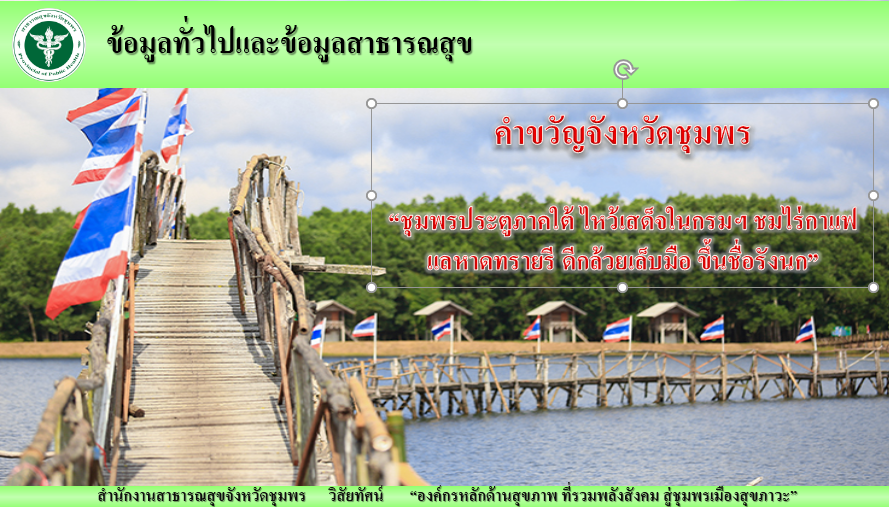 ข้อมูลทั่วไปและข้อมูลสาธารณสุข
Provincial of Public Health
คำขวัญจังหวัดชุมพร
“ชุมพรประตูภาคใต้ ไหว้เสด็จในกรมฯ ชมไร่กาแฟ
แลหาดทรายรี ดีกล้วยเล็บมือ ขึ้นชื่อรังนก”
สำนักงานสาธารณสุขจังหวัดชุมพร วิสัยทัศน์ “องค์กรหลักด้านสุขภาพ ที่รวมพลังสังคม สู่ชุมพรเมืองสุขภาวะ”